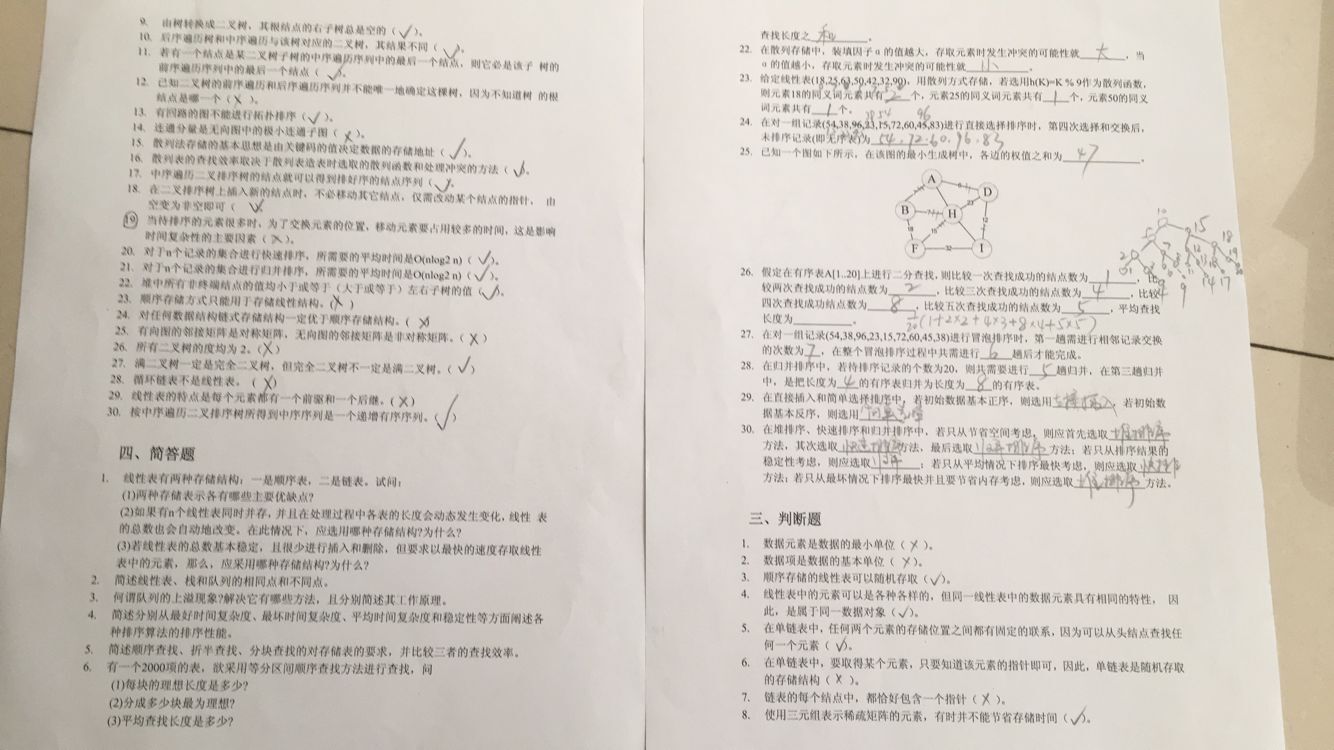 9. 由树转换成二叉树，其根结点的右子树总是空的（ √ ）。
10. 后序遍历树和中序遍历与该树对应的二叉树，其结果不同（ √ ）。
11. 若有一个结点是某二叉树子树的中序遍历序列中的最后一个结点，则它必是该子 树的
前序遍历序列中的最后一个结点（ √ ）。
12. 已知二叉树的前序遍历和后序遍历序列并不能唯一地确定这棵树，因为不知道树 的根
结点是哪一个（ × ）。
13. 有回路的图不能进行拓扑排序（ √ ）。
14. 连通分量是无向图中的极小连通子图（ × ）。
15. 散列法存储的基本思想是由关键码的值决定数据的存储地址（ √ ）。
16. 散列表的查找效率取决于散列表造表时选取的散列函数和处理冲突的方法（ √ ）。
17. 中序遍历二叉排序树的结点就可以得到排好序的结点序列（ √ ）。
18. 在二叉排序树上插入新的结点时，不必移动其它结点，仅需改动某个结点的指针， 由
空变为非空即可（ √ ）。
19 当待排序的元素很多时，为了交换元素的位置，移动元素要占用较多的时间，这是影响
时间复杂性的主要因素（ × ）。
20. 对于n个记录的集合进行快速排序，所需要的平均时间是O(nlog2 n)（ √ ）。
21. 对于n个记录的集合进行归并排序，所需要的平均时间是O(nlog2 n)（ √ ）。
22. 堆中所有非终端结点的值均小于或等于（大于或等于）左右子树的值（ √ ）。
23. 顺序存储方式只能用于存储线性结构。（ × ）
24. 对任何数据结构链式存储结构一定优于顺序存储结构。（ × ）
25. 有向图的邻接矩阵是对称矩阵，无向图的邻接矩阵是非对称矩阵。（ × ）
26. 所有二叉树的度均为 2。（ × ）
27. 满二叉树一定是完全二叉树，但完全二叉树不一定是满二叉树。（ √ ）
28. 循环链表不是线性表。（ × ）
29. 线性表的特点是每个元素都有一个前驱和一个后继。（ × ）
30. 按中序遍历二叉排序树所得到中序序列是一个递增有序序列。（ √ ）
四、简答题
1. 线性表有两种存储结构：一是顺序表，二是链表。试问：
(1)两种存储表示各有哪些主要优缺点?
(2)如果有n个线性表同时并存，并且在处理过程中各表的长度会动态发生变化，线性 表
的总数也会自动地改变。在此情况下，应选用哪种存储结构?为什么?
(3)若线性表的总数基本稳定，且很少进行插入和删除，但要求以最快的速度存取线性
表中的元素，那么，应采用哪种存储结构?为什么?
2. 简述线性表、栈和队列的相同点和不同点。
3. 何谓队列的上溢现象?解决它有哪些方法，且分别简述其工作原理。
4. 简述分别从最好时间复杂度、最坏时间复杂度、平均时间复杂度和稳定性等方面阐述各
种排序算法的排序性能。
5. 简述顺序查找、折半查找、分块查找的对存储表的要求，并比较三者的查找效率。
6. 有一个2000项的表，欲采用等分区间顺序查找方法进行查找，问
(1)每块的理想长度是多少?
(2)分成多少块最为理想?
(3)平均查找长度是多少?
查找长度之 和 。
22. 在散列存储中，装填因子α的值越大，存取元素时发生冲突的可能性就 大 ，当
α的值越小，存取元素时发生冲突的可能性就 小 。
23. 给定线性表(18,25,63,50,42,32,90)，用散列方式存储，若选用h(K)=K % 9作为散列函数，
则元素18的同义词元素共有 2 个，元素25的同义词元素共有 1 个，元素50的同义
词元素共有 1 个。
24. 在对一组记录(54,38,96,23,15,72,60,45,83)进行直接选择排序时，第四次选择和交换后，
未排序记录(即无序表)为 54.72.60.96.83
25. 已知一个图如下所示，在该图的最小生成树中，各边的权值之和为 47 。
A
D
B
H
F
I
26. 假定在有序表A[1..20]上进行二分查找，则比较一次查找成功的结点数为 1 ，比
较两次查找成功的结点数为 2 ，比较三次查找成功的结点数为 4 ，比较
四次查找成功结点数为 8 ，比较五次查找成功的结点数为 5 ，平均查找
长度为 。 1/20(1+2×2+4×3+8×4+5×5)
27. 在对一组记录(54,38,96,23,15,72,60,45,38)进行冒泡排序时，第一趟需进行相邻记录交换
的次数为 7 ，在整个冒泡排序过程中共需进行 6 趟后才能完成。
28. 在归并排序中，若待排序记录的个数为20，则共需要进行 5 趟归并，在第三趟归并
中，是把长度为 4 的有序表归并为长度为 8 的有序表。
29. 在直接插入和简单选择排序中，若初始数据基本正序，则选用 直接插入 ，若初始数
据基本反序，则选用 简单选择
30. 在堆排序、快速排序和归并排序中，若只从节省空间考虑，则应首先选取 堆排序
方法，其次选取 快速排序 方法，最后选取 归并排序 方法；若只从排序结果的
稳定性考虑，则应选取 归并 ；若只从平均情况下排序最快考虑，则应选取 快排序
方法；若只从最坏情况下排序最快并且要节省内存考虑，则应选取 堆排序 方法。
三、判断题
1. 数据元素是数据的最小单位（ × ）。
2. 数据项是数据的基本单位（ × ）。
3. 顺序存储的线性表可以随机存取（ √ ）。
4. 线性表中的元素可以是各种各样的，但同一线性表中的数据元素具有相同的特性， 因
此，是属于同一数据对象（ √ ）。
5. 在单链表中，任何两个元素的存储位置之间都有固定的联系，因为可以从头结点查找任
何一个元素（ √ ）。
6. 在单链表中，要取得某个元素，只要知道该元素的指针即可，因此，单链表是随机存取
的存储结构（ × ）。
7. 链表的每个结点中，都恰好包含一个指针（ × ）。
8. 使用三元组表示稀疏矩阵的元素，有时并不能节省存储时间（ √ ）。